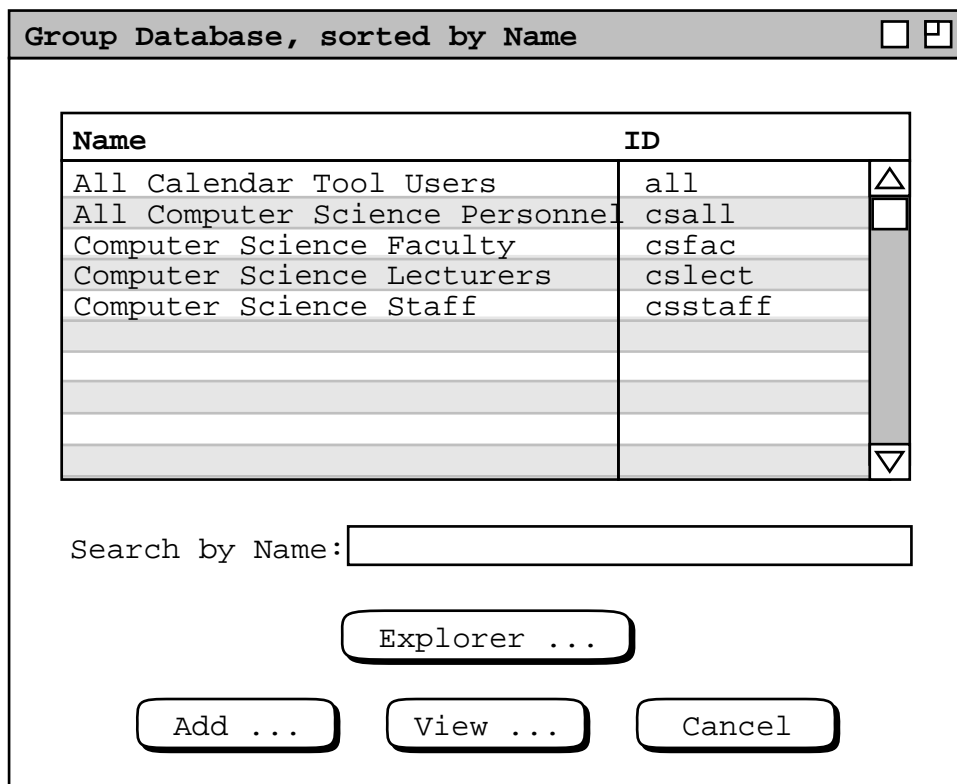 Group Database, sorted by Name
Name ID
All Calendar Tool Users all
All Computer Science Personnel csall
Computer Science Faculty csfac
Computer Science Lecturers cslect
Computer Science Staff csstaff
Search by Name:
Explorer ...
Add ... View ... Cancel